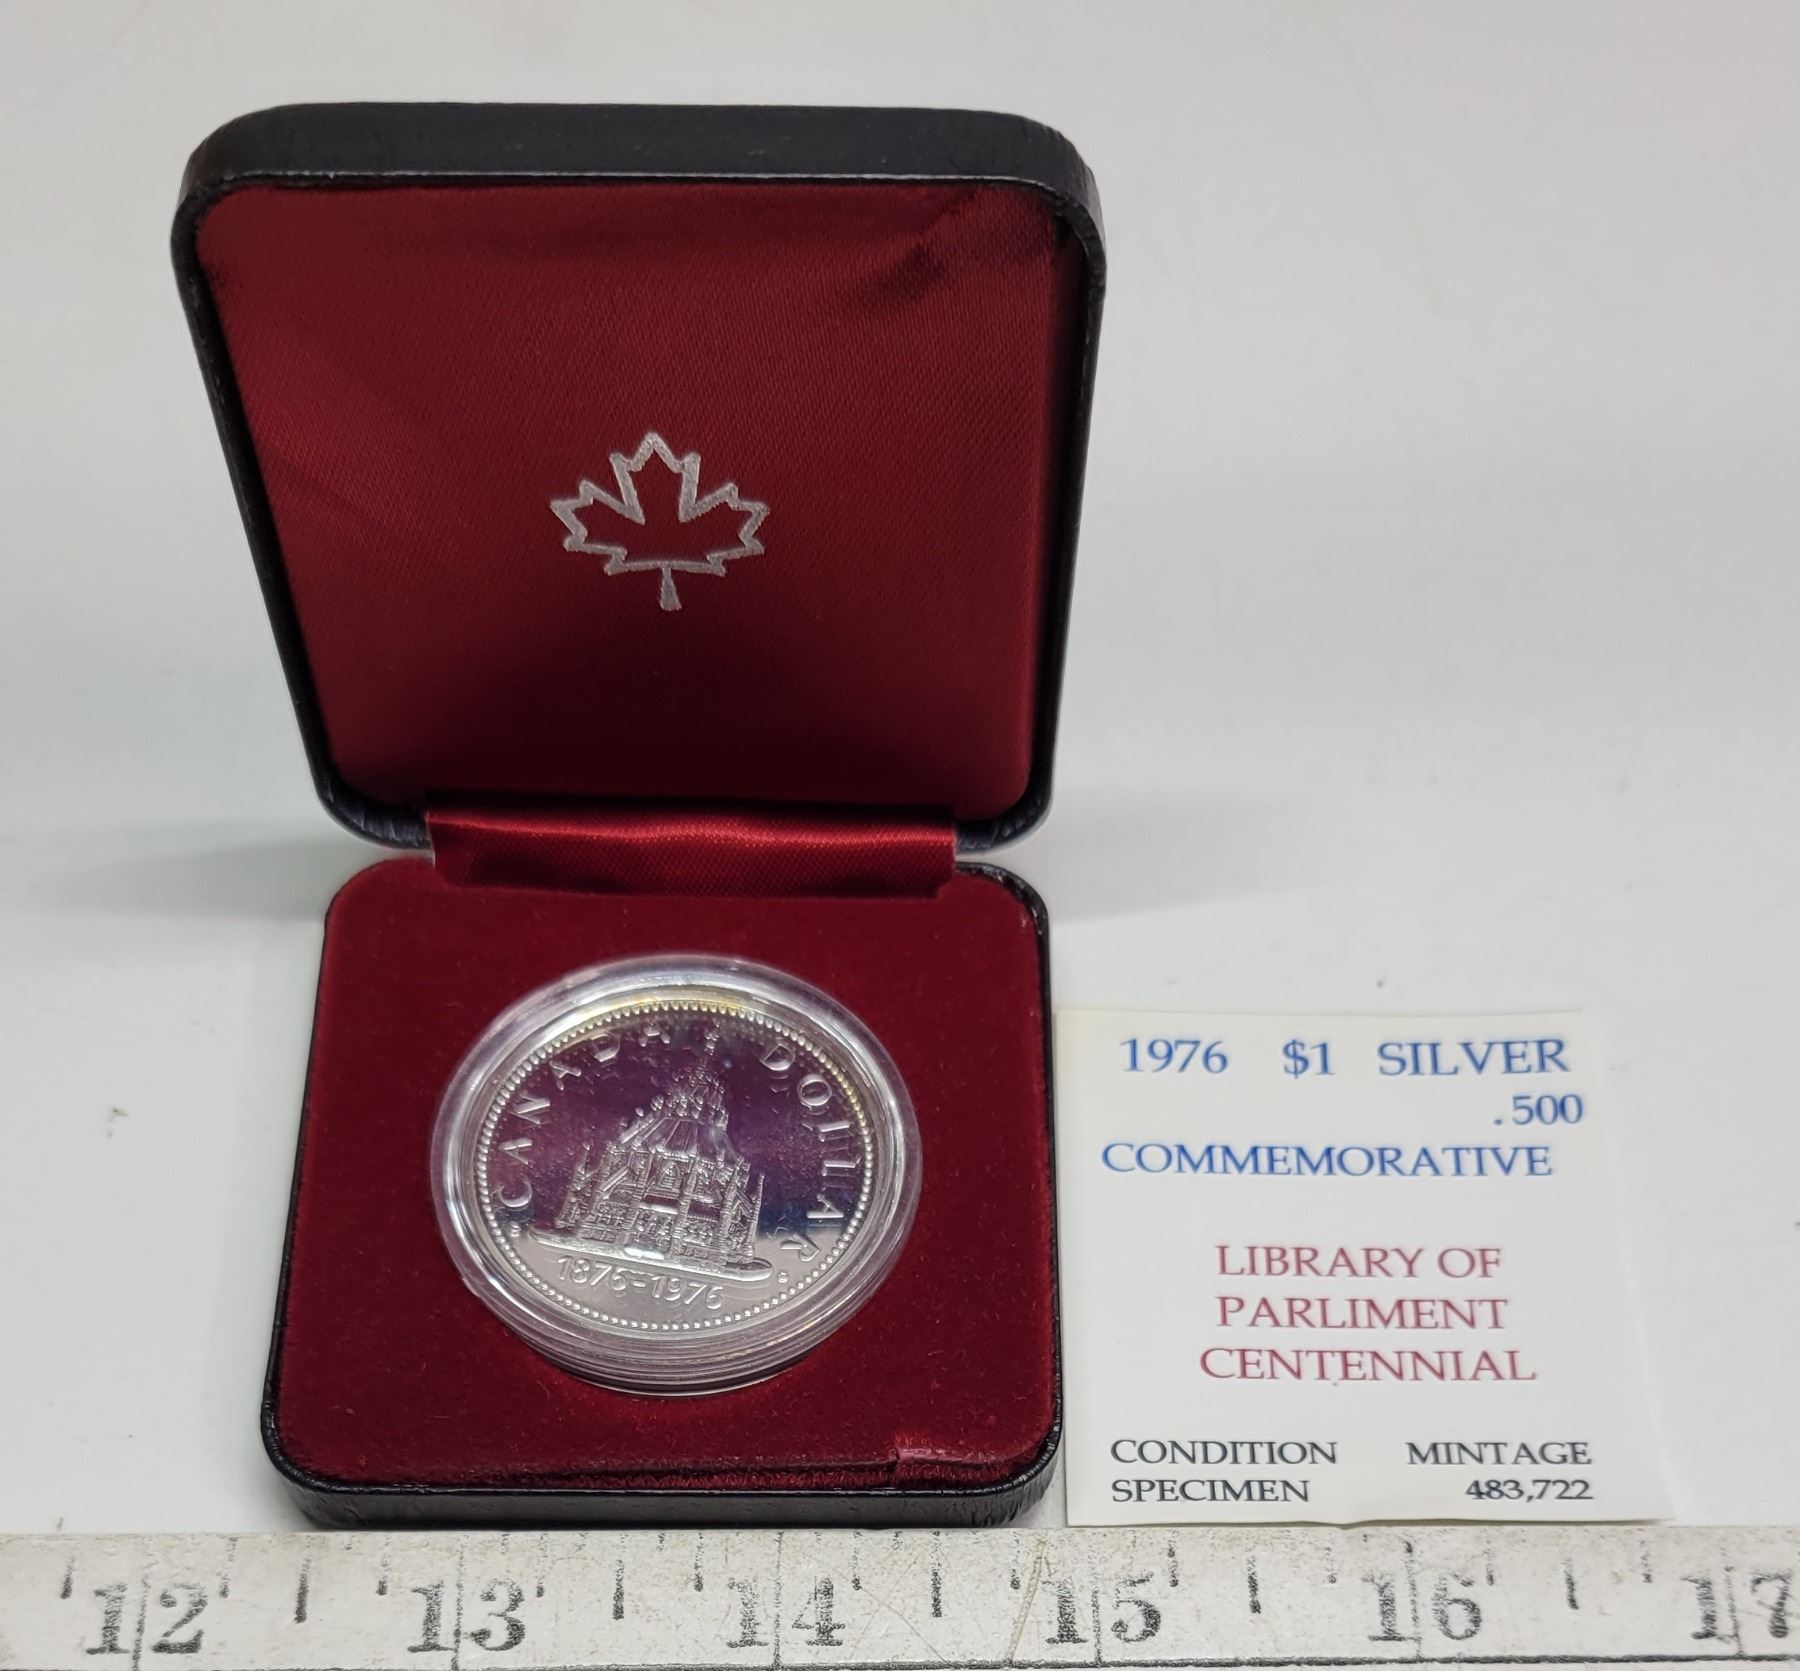 CANADA DOLLAR
1876-1976
1976 $1 SILVER
.500
COMMEMORATIVE
LIBRARY OF
PARLIMENT
CENTENNIAL
CONDITION MINTAGE
SPECIMEN 483,722
12 13 14 15 16 17